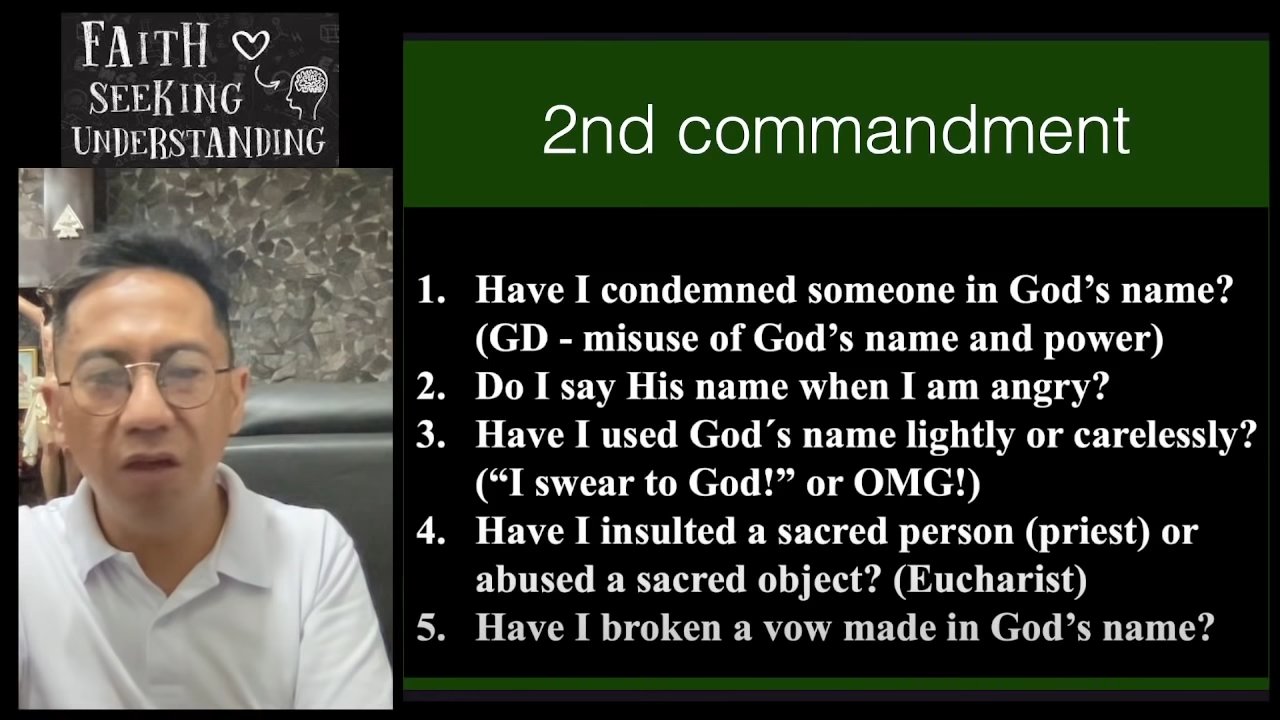 FAITH
SEEKING
UNDERSTANDING
2nd commandment
1. Have I condemned someone in God’s name?
(GD - misuse of God’s name and power)
2. Do I say His name when I am angry?
3. Have I used God´s name lightly or carelessly?
(“I swear to God!” or OMG!)
4. Have I insulted a sacred person (priest) or
abused a sacred object? (Eucharist)
5. Have I broken a vow made in God’s name?